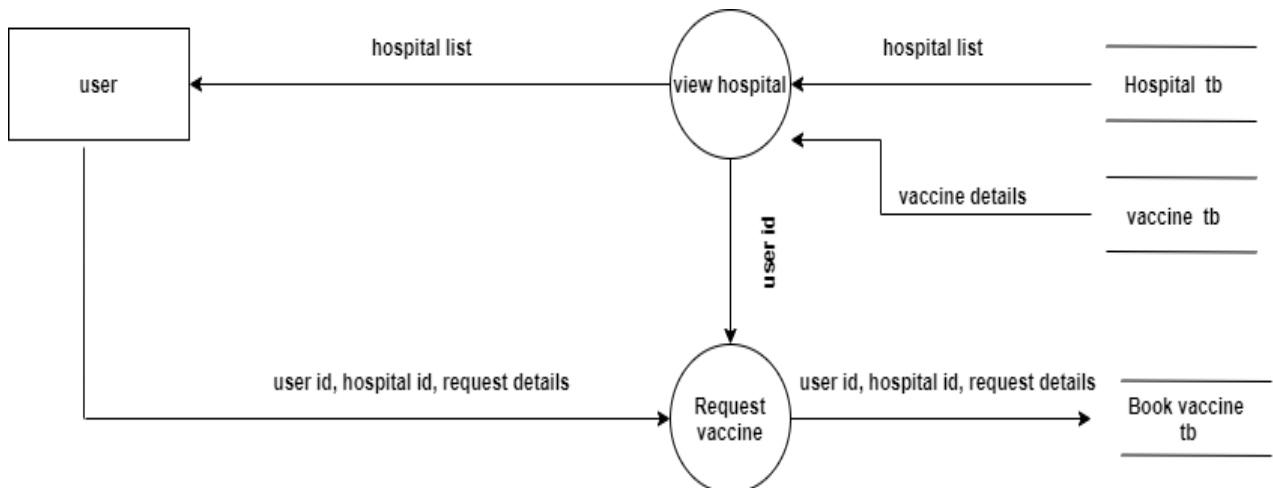 hospital list
hospital list
user
view hospital
Hospital tb
vaccine details
vaccine tb
user id
user id, hospital id, request details
user id, hospital id, request details
Request
vaccine
Book vaccine
tb